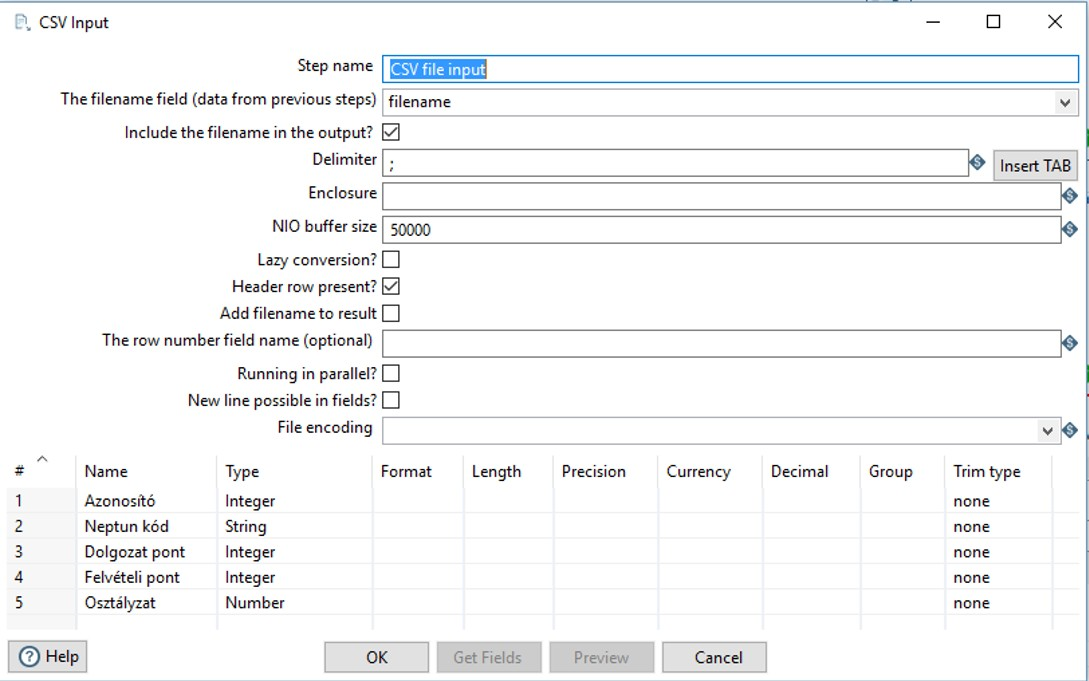 CSV Input
Step name CSV file input
The filename field (data from previous steps) filename
Include the filename in the output?
Delimiter ; Insert TAB
Enclosure
NIO buffer size 50000
Lazy conversion?
Header row present?
Add filename to result
The row number field name (optional)
Running in parallel?
New line possible in fields?
File encoding
# Name Type Format Length Precision Currency Decimal Group Trim type
1 Azonosító Integer none
2 Neptun kód String none
3 Dolgozat pont Integer none
4 Felvételi pont Integer none
5 Osztályzat Number none
Help OK Get Fields Preview Cancel